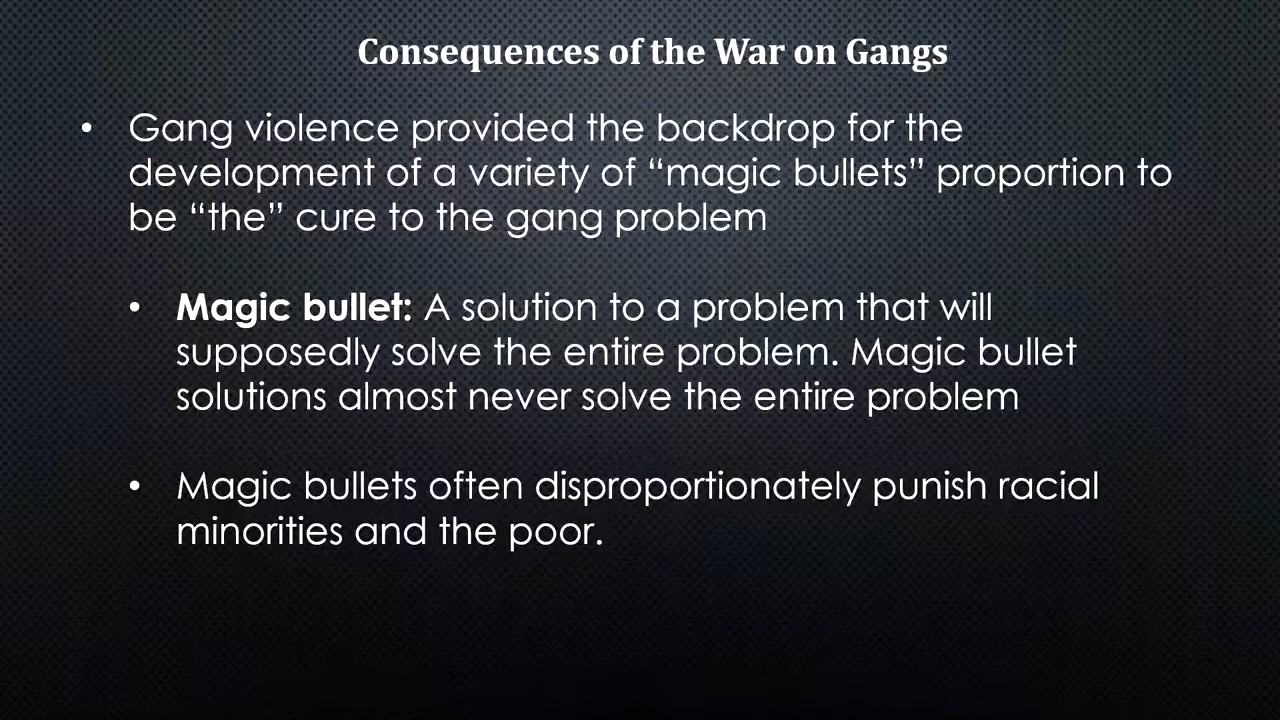 Consequences of the War on Gangs
• Gang violence provided the backdrop for the
development of a variety of “magic bullets” proportion to
be “the” cure to the gang problem
• Magic bullet: A solution to a problem that will
supposedly solve the entire problem. Magic bullet
solutions almost never solve the entire problem
• Magic bullets often disproportionately punish racial
minorities and the poor.